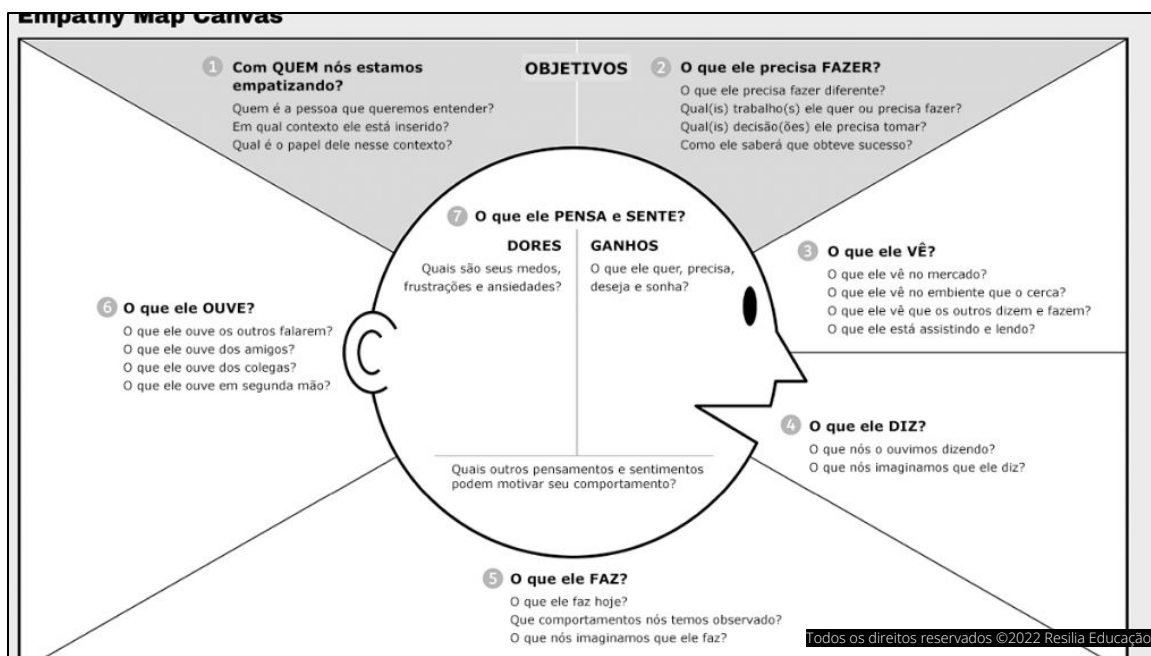 Empathy Map Canvas
OBJETIVOS
1 Com QUEM nós estamos
empatizando?
Quem é a pessoa que queremos entender?
Em qual contexto ele está inserido?
Qual é o papel dele nesse contexto?
2 O que ele precisa FAZER?
O que ele precisa fazer diferente?
Qual(is) trabalho(s) ele quer ou precisa fazer?
Qual(is) decisão(ões) ele precisa tomar?
Como ele saberá que obteve sucesso?
3 O que ele VÊ?
O que ele vê no mercado?
O que ele vê no embiente que o cerca?
O que ele vê que os outros dizem e fazem?
O que ele está assistindo e lendo?
4 O que ele DIZ?
O que nós o ouvimos dizendo?
O que nós imaginamos que ele diz?
5 O que ele FAZ?
O que ele faz hoje?
Que comportamentos nós temos observado?
O que nós imaginamos que ele faz?
6 O que ele OUVE?
O que ele ouve os outros falarem?
O que ele ouve dos amigos?
O que ele ouve dos colegas?
O que ele ouve em segunda mão?
7 O que ele PENSA e SENTE?
DORES
Quais são seus medos,
frustrações e ansiedades?
GANHOS
O que ele quer, precisa,
deseja e sonha?
Quais outros pensamentos e sentimentos
podem motivar seu comportamento?
Todos os direitos reservados ©2022 Resilia Educação